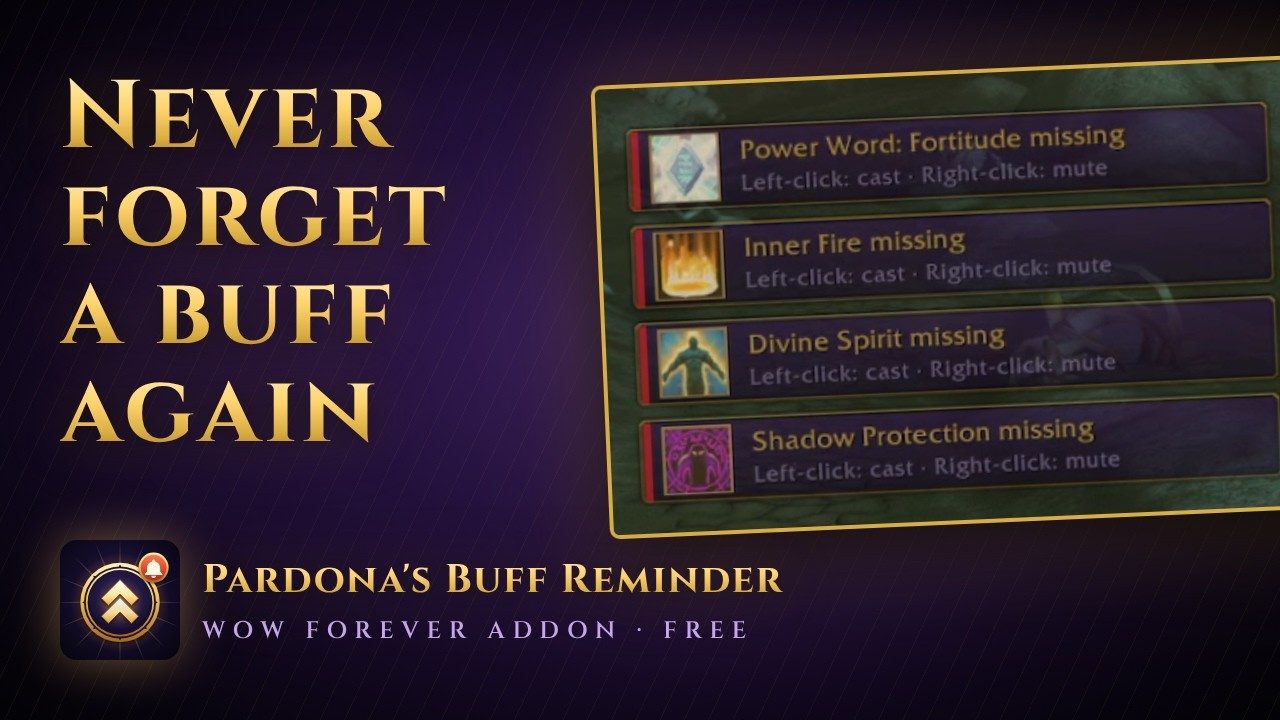 NEVER
FORGET
A BUFF
AGAIN
Power Word: Fortitude missing
Left-click: cast · Right-click: mute
Inner Fire missing
Left-click: cast · Right-click: mute
Divine Spirit missing
Left-click: cast · Right-click: mute
Shadow Protection missing
Left-click: cast · Right-click: mute
PARDONA'S BUFF REMINDER
WOW FOREVER ADDON · FREE